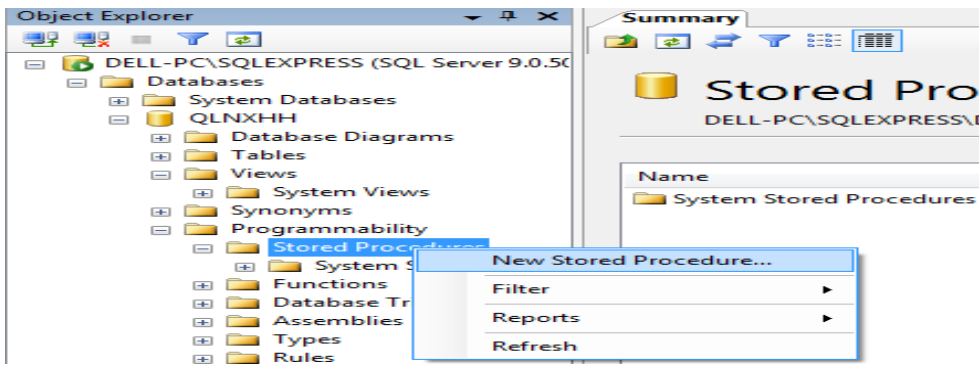 Object Explorer
DELL-PC\SQLEXPRESS (SQL Server 9.0.50
Databases
System Databases
QLNXHH
Database Diagrams
Tables
Views
System Views
Synonyms
Programmability
Stored Procedures
System S
Functions
Database Tr
Assemblies
Types
Rules
New Stored Procedure...
Filter
Reports
Refresh
Summary
Stored Pro
DELL-PC\SQLEXPRESS\
Name
System Stored Procedures